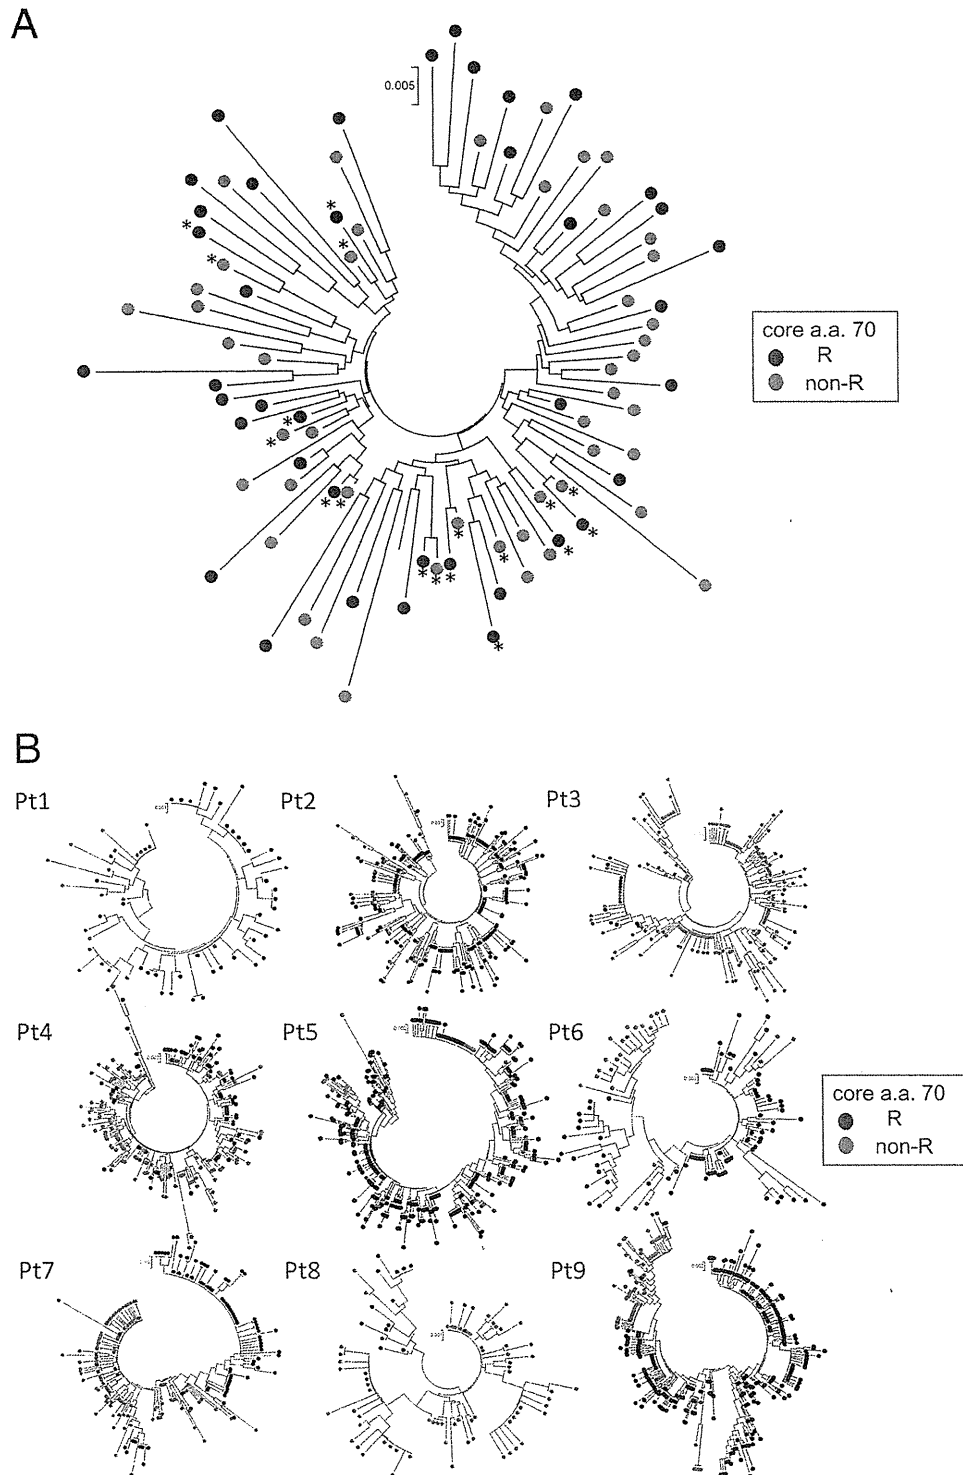 A
0.005
core a.a. 70
R
non-R
* * * * * * * * * * * * * * * * * *
B
Pt1
Pt2
Pt3
Pt4
Pt5
Pt6
core a.a. 70
R
non-R
Pt7
Pt8
Pt9